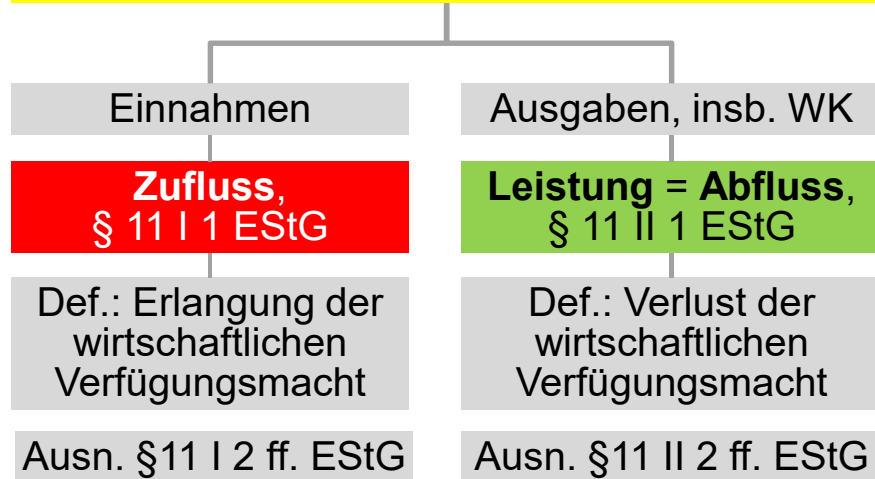 Einnahmen
Ausgaben, insb. WK
Zufluss,
§ 11 I 1 EStG
Leistung = Abfluss,
§ 11 II 1 EStG
Def.: Erlangung der
wirtschaftlichen
Verfügungsmacht
Def.: Verlust der
wirtschaftlichen
Verfügungsmacht
Ausn. §11 I 2 ff. EStG
Ausn. §11 II 2 ff. EStG